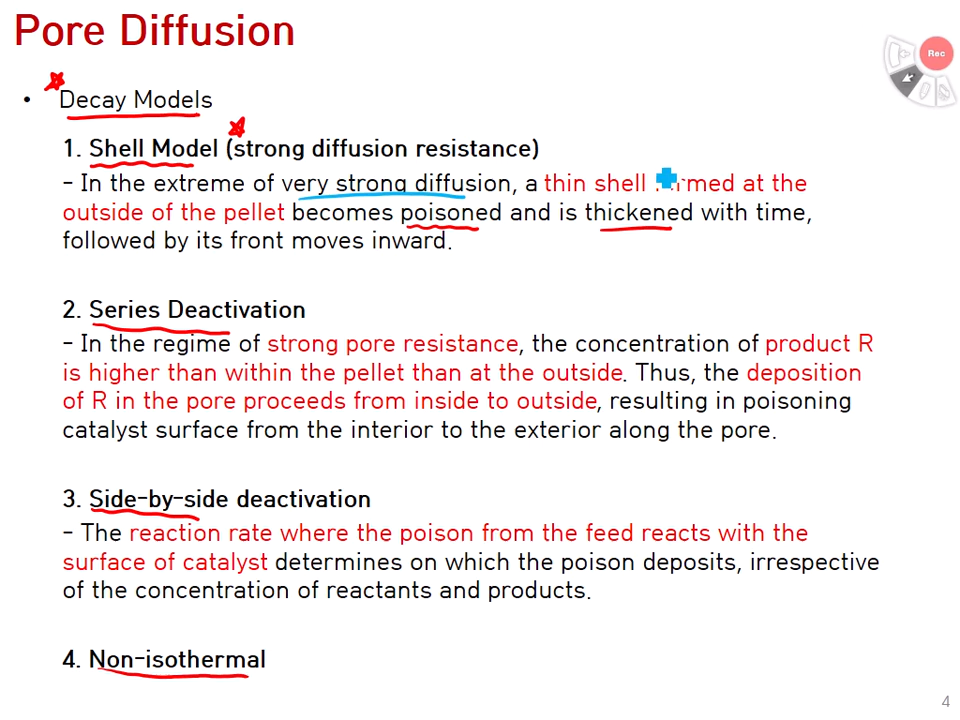 Pore Diffusion
Rec
• Decay Models
1. Shell Model (strong diffusion resistance)
- In the extreme of very strong diffusion, a thin shell formed at the
outside of the pellet becomes poisoned and is thickened with time,
followed by its front moves inward.
2. Series Deactivation
- In the regime of strong pore resistance, the concentration of product R
is higher than within the pellet than at the outside. Thus, the deposition
of R in the pore proceeds from inside to outside, resulting in poisoning
catalyst surface from the interior to the exterior along the pore.
3. Side-by-side deactivation
- The reaction rate where the poison from the feed reacts with the
surface of catalyst determines on which the poison deposits, irrespective
of the concentration of reactants and products.
4. Non-isothermal
4